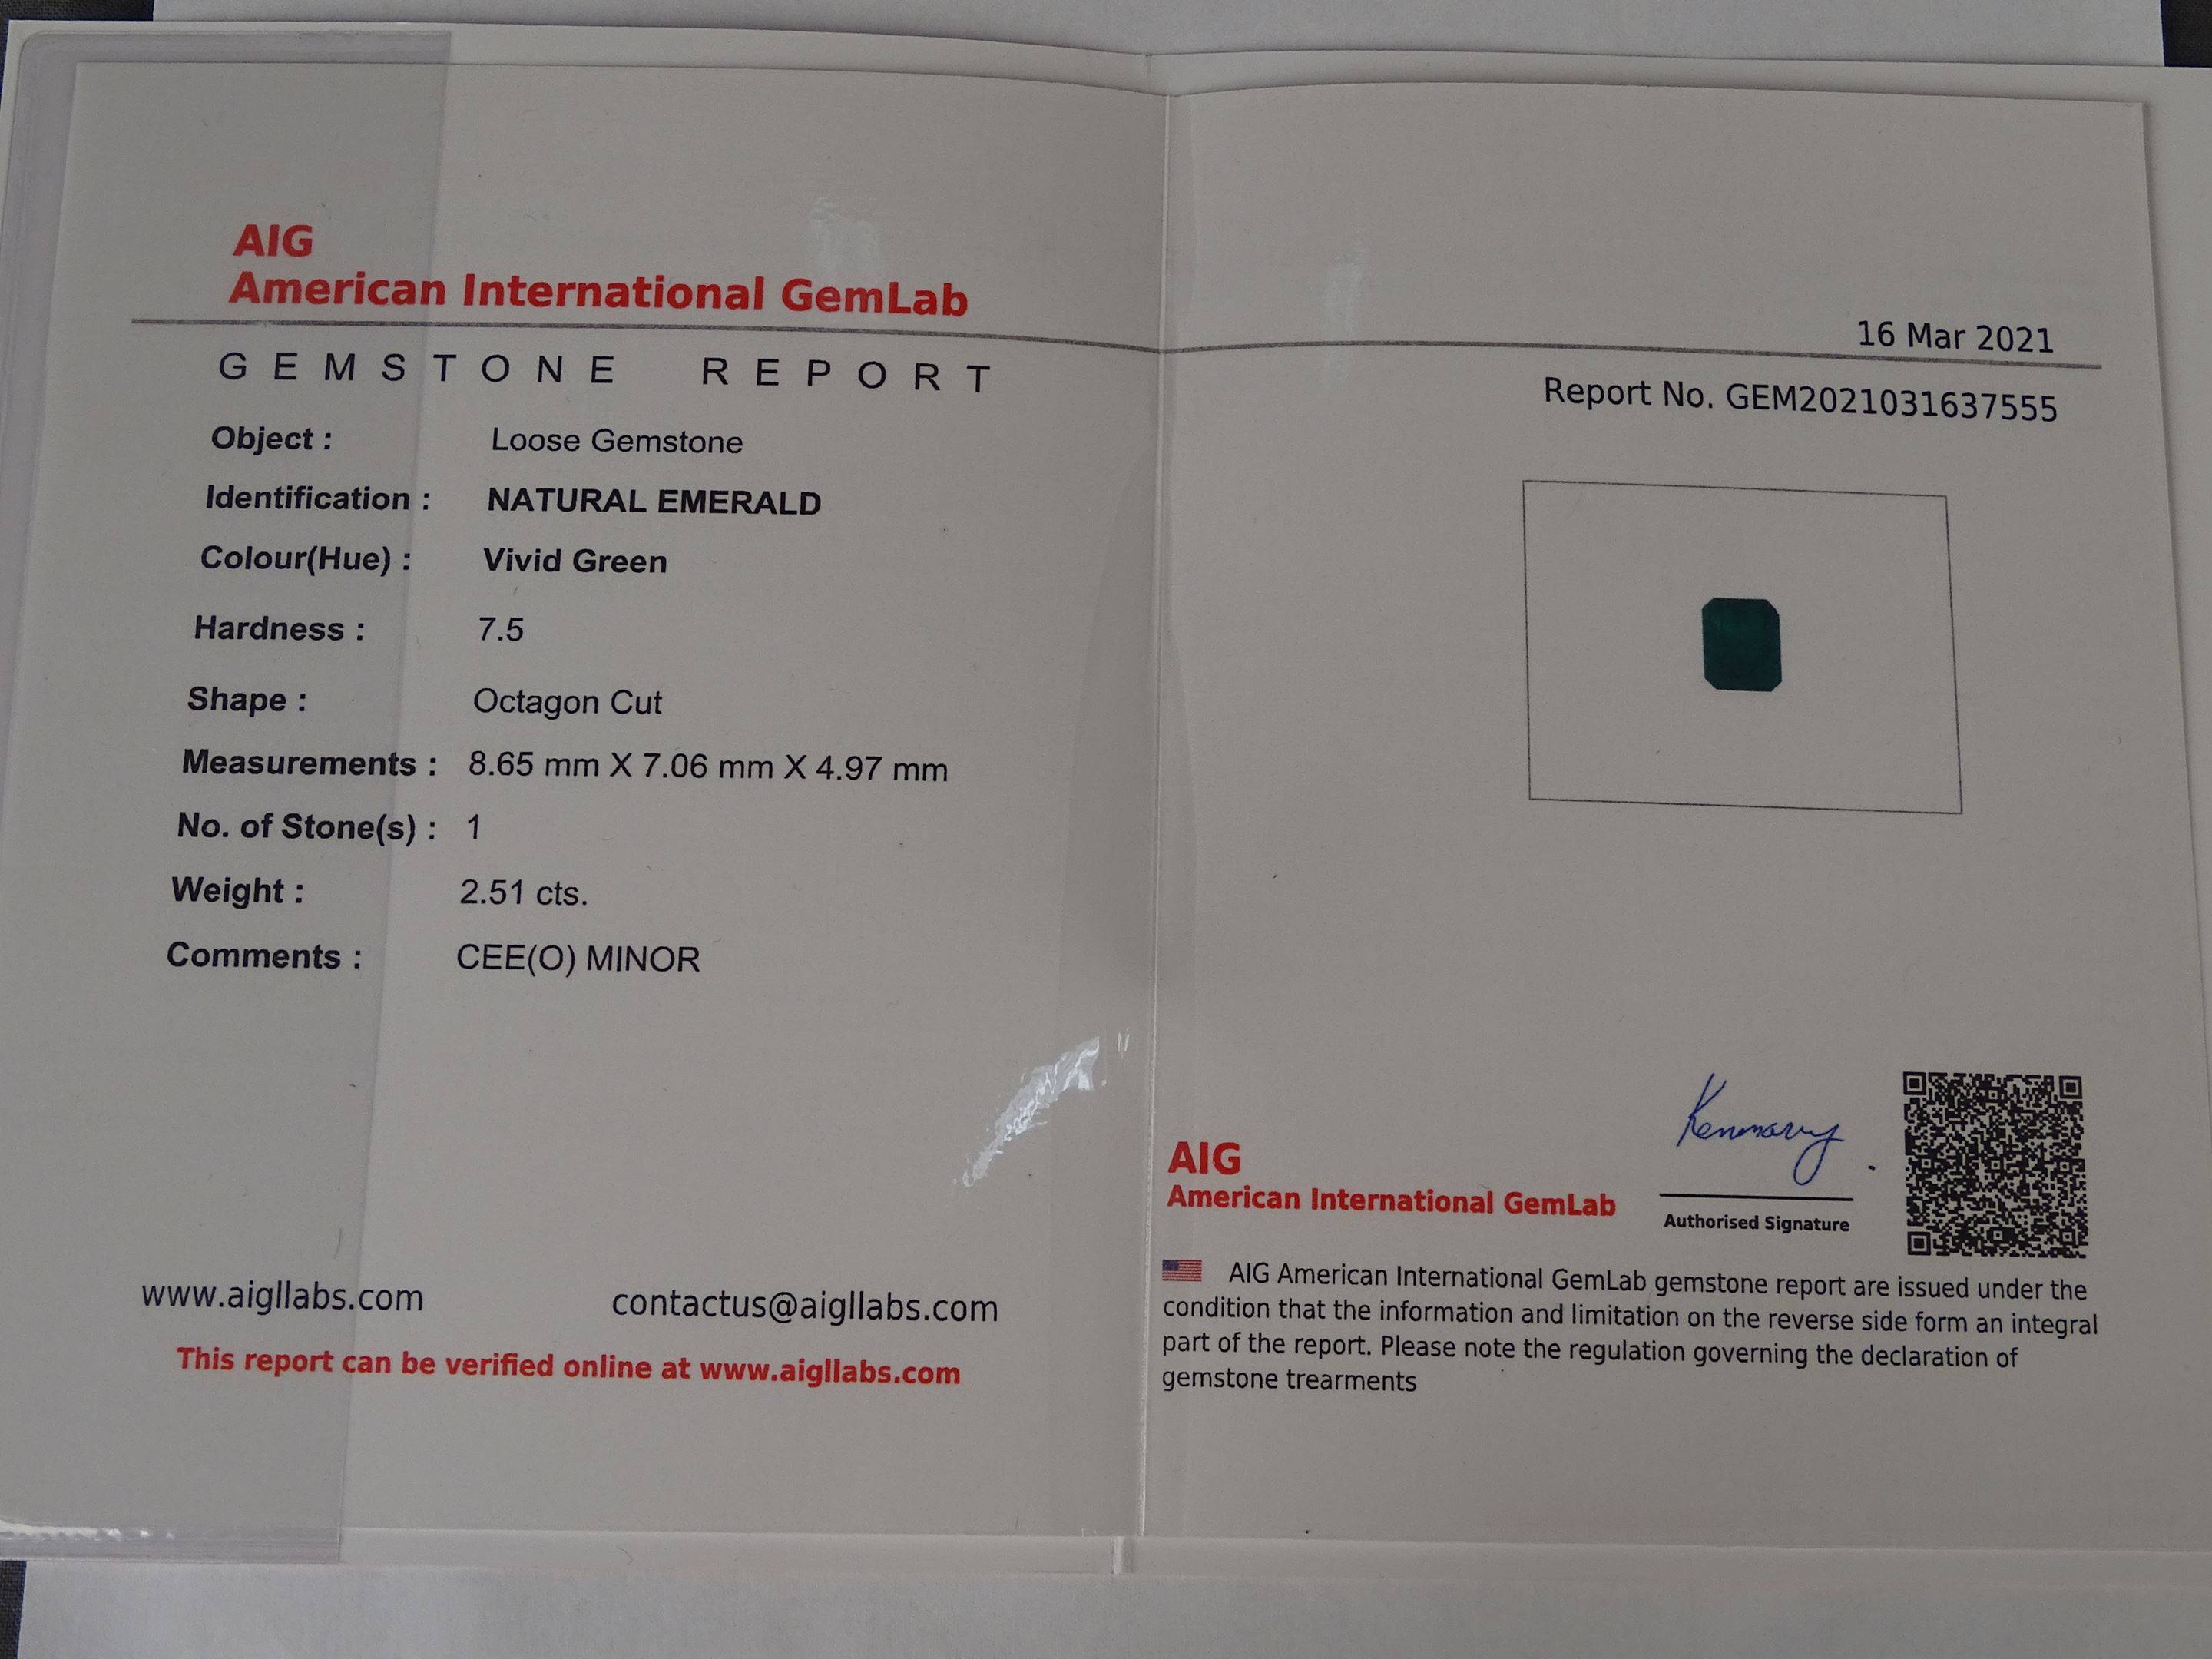 AIG
American International GemLab
GEMSTONE REPORT
Object : Loose Gemstone
Identification : NATURAL EMERALD
Colour(Hue) : Vivid Green
Hardness : 7.5
Shape : Octagon Cut
Measurements : 8.65 mm X 7.06 mm X 4.97 mm
No. of Stone(s) : 1
Weight : 2.51 cts.
Comments : CEE(O) MINOR
www.aigllabs.com contactus@aigllabs.com
This report can be verified online at www.aigllabs.com
16 Mar 2021
Report No. GEM2021031637555
AIG
American International GemLab
Authorised Signature
AIG American International GemLab gemstone report are issued under the
condition that the information and limitation on the reverse side form an integral
part of the report. Please note the regulation governing the declaration of
gemstone trearments